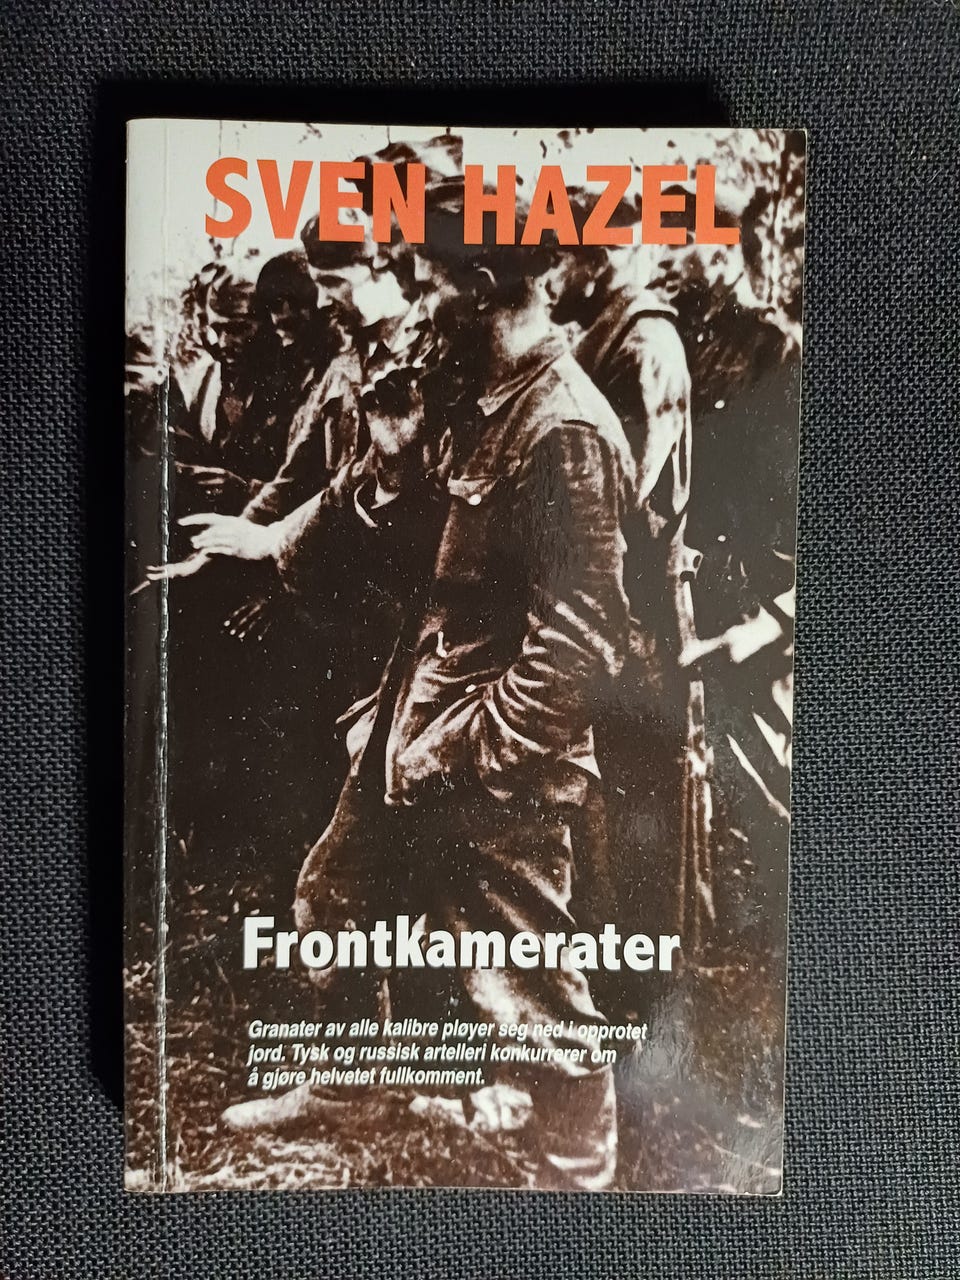 SVEN HAZEL
Frontkamerater
Granater av alle kalibre pløyer seg ned i opprotet
jord. Tysk og russisk artelleri konkurrerer om
å gjøre helvetet fullkomment.